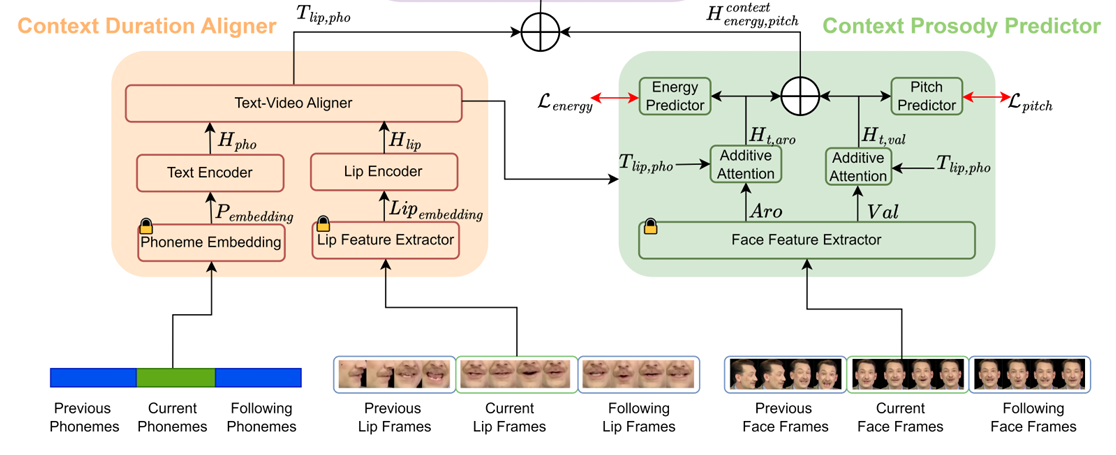 T_{lip,pho}
H^{context}_{energy,pitch}
Context Duration Aligner
Context Prosody Predictor
Text-Video Aligner
H_{pho}
H_{lip}
Text Encoder
Lip Encoder
P_{embedding}
Lip_{embedding}
Phoneme Embedding
Lip Feature Extractor
L_{energy}
Energy
Predictor
Pitch
Predictor
L_{pitch}
H_{t,aro}
H_{t,val}
T_{lip,pho}
Additive
Attention
Additive
Attention
T_{lip,pho}
Aro
Val
Face Feature Extractor
Previous
Phonemes
Current
Phonemes
Following
Phonemes
Previous
Lip Frames
Current
Lip Frames
Following
Lip Frames
Previous
Face Frames
Current
Face Frames
Following
Face Frames